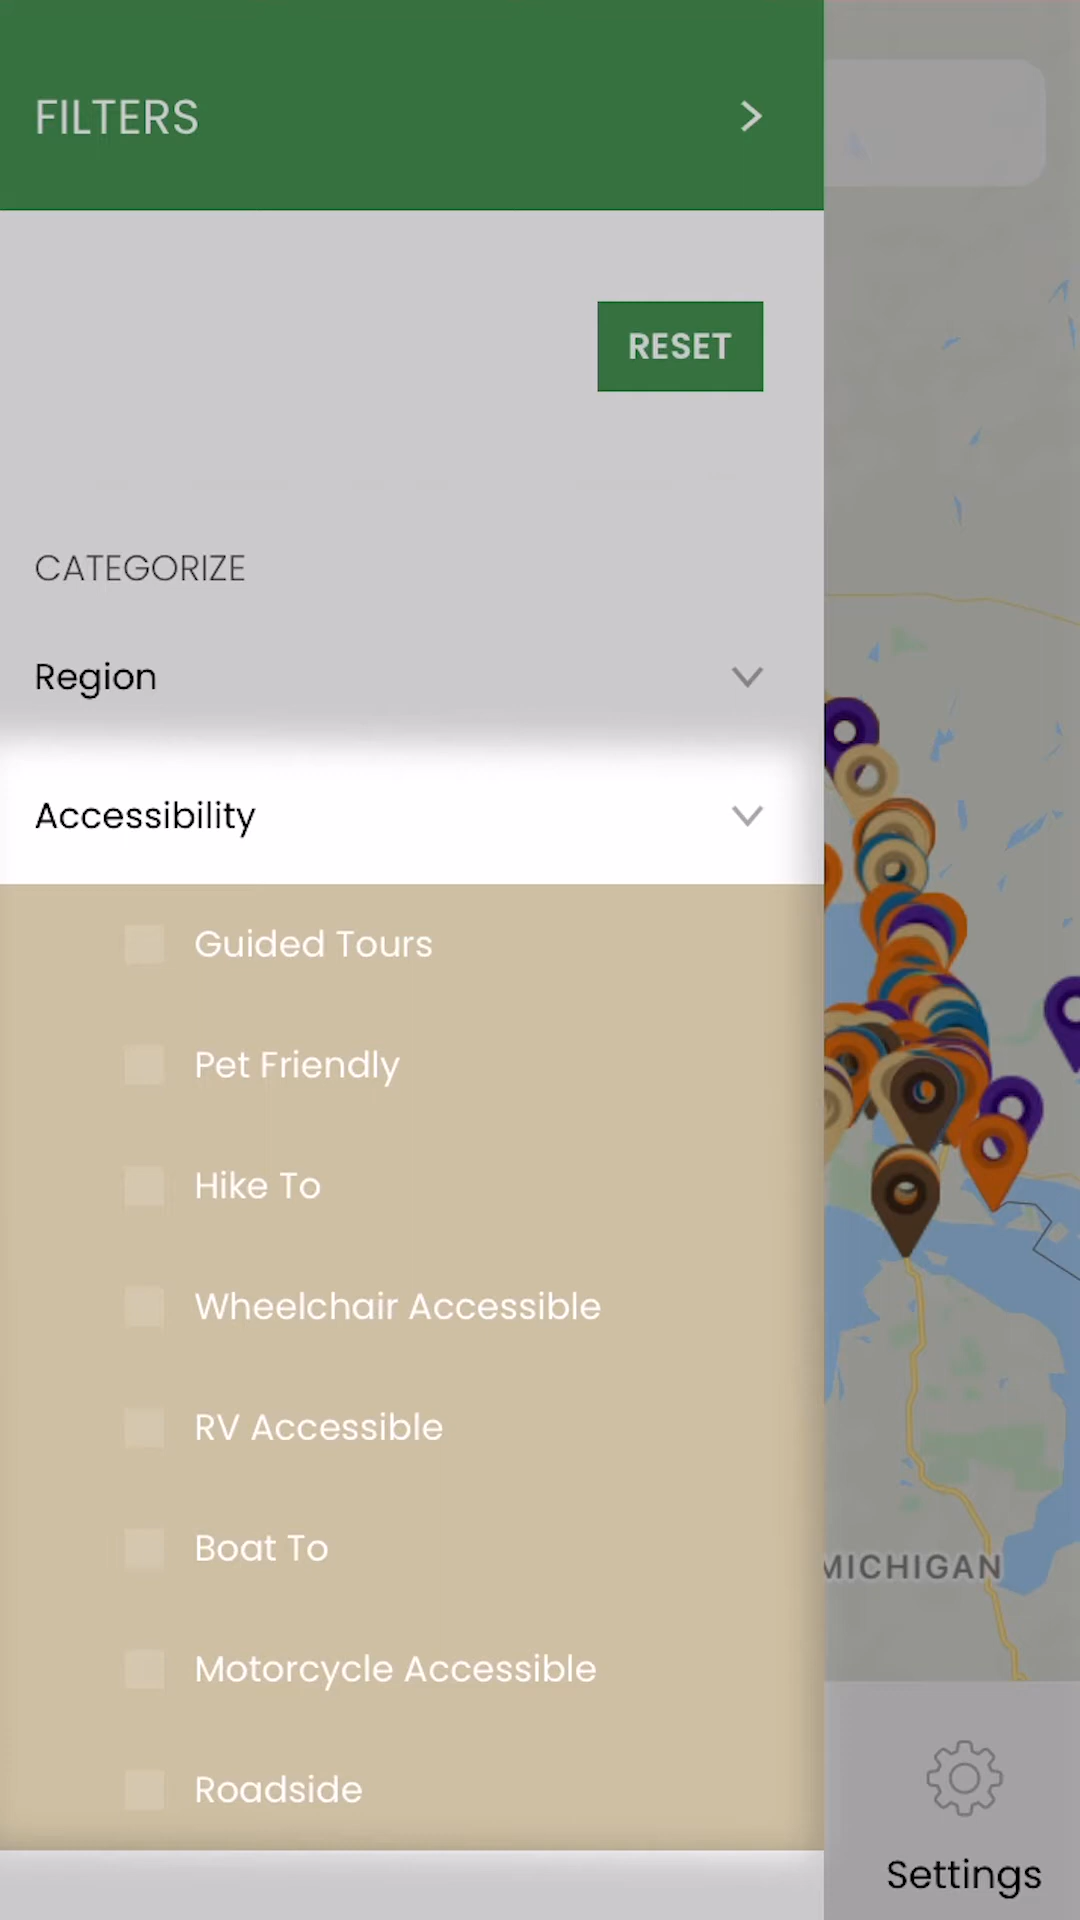 FILTERS
RESET
CATEGORIZE
Region
Accessibility
Guided Tours
Pet Friendly
Hike To
Wheelchair Accessible
RV Accessible
Boat To
MICHIGAN
Motorcycle Accessible
Roadside
Settings